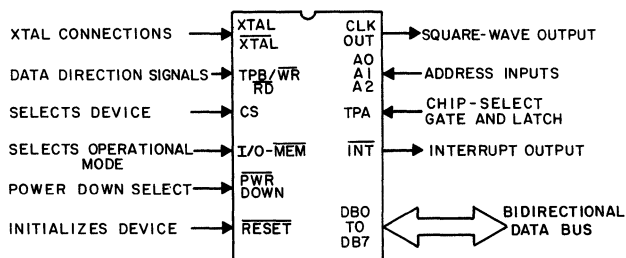 XTAL CONNECTIONS
XTAL
XTAL
CLK
OUT
SQUARE-WAVE OUTPUT
DATA DIRECTION SIGNALS
TPB/WR
RD
A0
A1
A2
ADDRESS INPUTS
SELECTS DEVICE
CS
TPA
CHIP-SELECT
GATE AND LATCH
SELECTS OPERATIONAL
MODE
I/O-MEM
INT
INTERRUPT OUTPUT
POWER DOWN SELECT
PWR
DOWN
INITIALIZES DEVICE
RESET
DB0
TO
DB7
BIDIRECTIONAL
DATA BUS